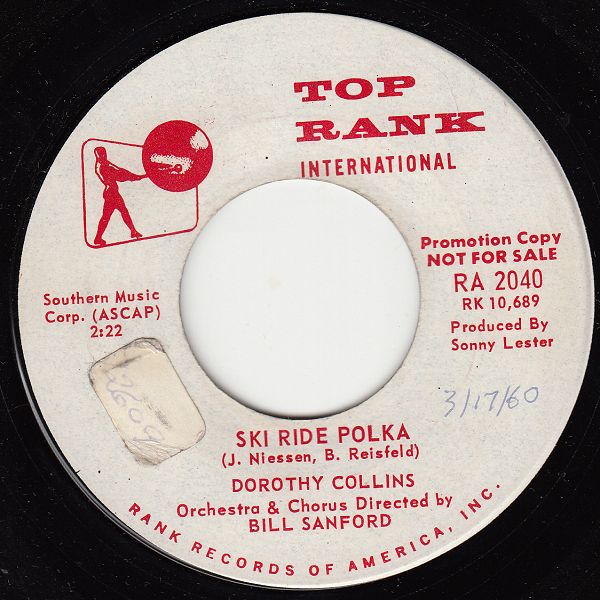 TOP
RANK
INTERNATIONAL
Promotion Copy
NOT FOR SALE
RA 2040
RK 10,689
Produced By
Sonny Lester
Southern Music
Corp. (ASCAP)
2:22
3/17/60
SKI RIDE POLKA
(J. Niessen, B. Reisfeld)
DOROTHY COLLINS
Orchestra & Chorus Directed by
BILL SANFORD
RANK RECORDS OF AMERICA, INC.